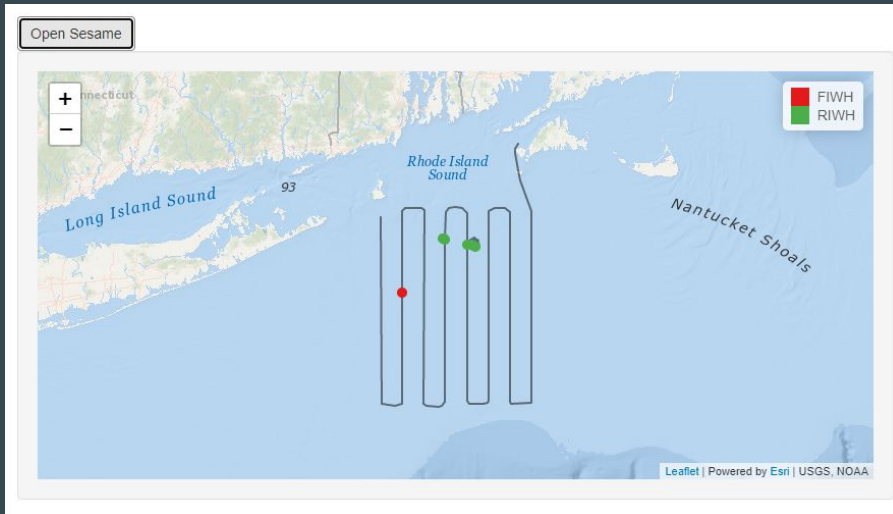 Open Sesame
+
−
nnecticut
FIWH
RIWH
Rhode Island
Sound
93
Long Island Sound
Nantucket Shoals
Leaflet | Powered by Esri | USGS, NOAA